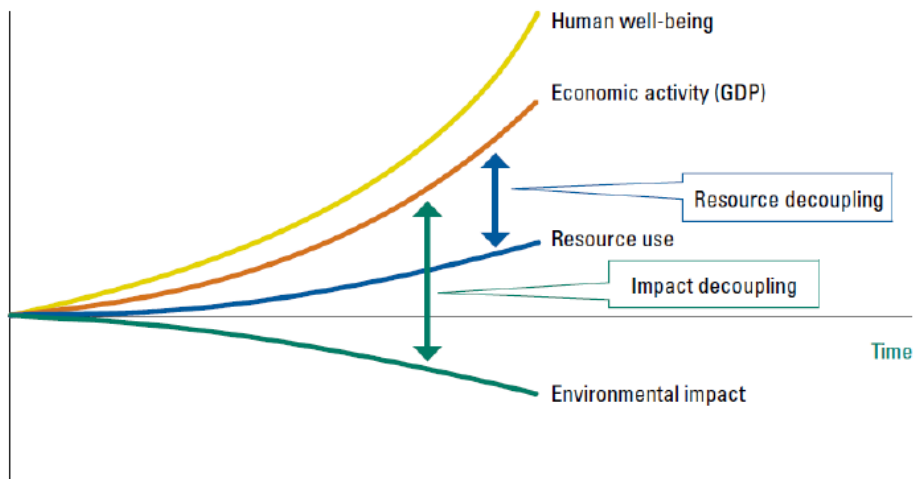 Human well-being
Economic activity (GDP)
Resource decoupling
Resource use
Impact decoupling
Time
Environmental impact